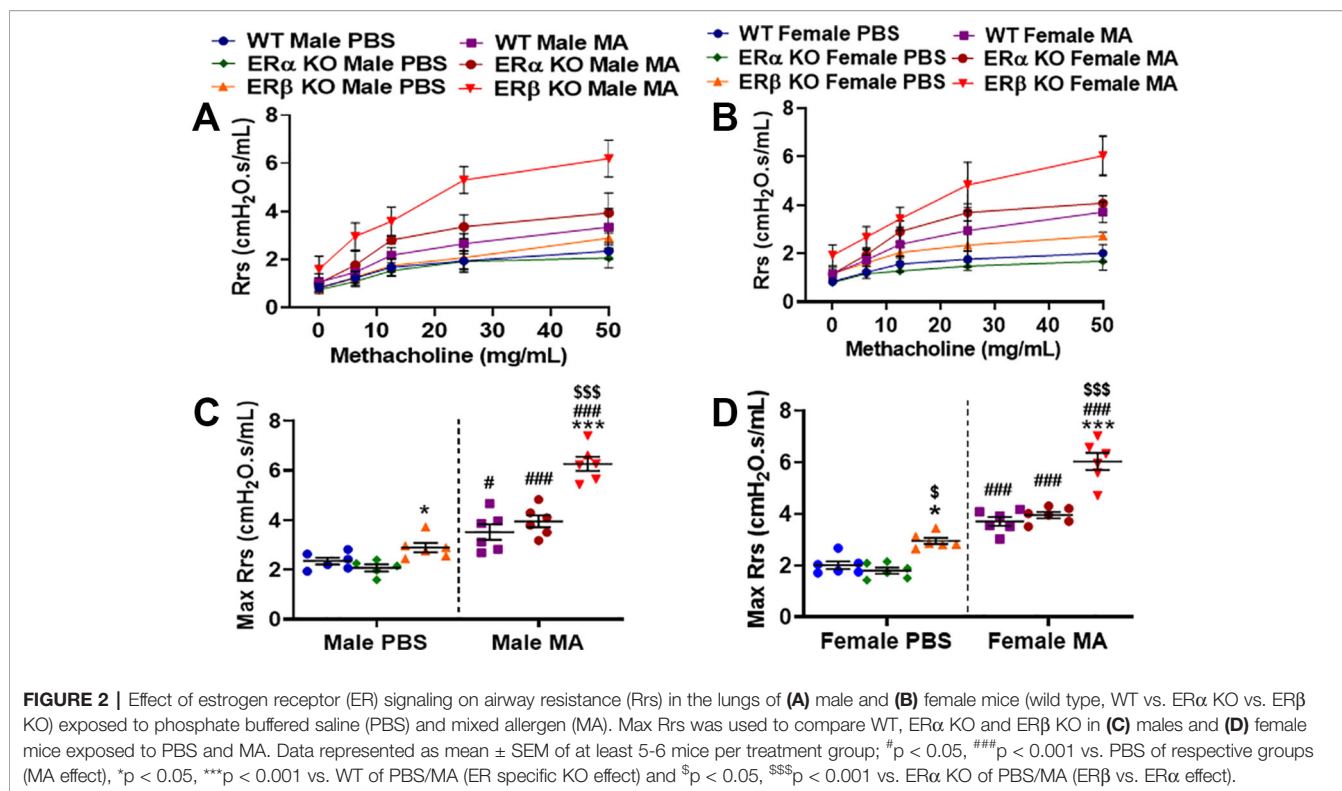 WT Male PBS
WT Male MA
ERα KO Male PBS
ERα KO Male MA
ERβ KO Male PBS
ERβ KO Male MA
WT Female PBS
WT Female MA
ERα KO Female PBS
ERα KO Female MA
ERβ KO Female PBS
ERβ KO Female MA
A
8
6
4
2
0
Rrs (cmH₂O.s/mL)
0 10 20 30 40 50
Methacholine (mg/mL)
B
8
6
4
2
0
Rrs (cmH₂O.s/mL)
0 10 20 30 40 50
Methacholine (mg/mL)
C
8
6
4
2
0
Max Rrs (cmH₂O.s/mL)
*
#
###
$$$
###
***
Male PBS Male MA
D
8
6
4
2
0
Max Rrs (cmH₂O.s/mL)
$
*
###
###
$$$
###
***
Female PBS Female MA
FIGURE 2 | Effect of estrogen receptor (ER) signaling on airway resistance (Rrs) in the lungs of (A) male and (B) female mice (wild type, WT vs. ERα KO vs. ERβ
KO) exposed to phosphate buffered saline (PBS) and mixed allergen (MA). Max Rrs was used to compare WT, ERα KO and ERβ KO in (C) males and (D) female
mice exposed to PBS and MA. Data represented as mean ± SEM of at least 5-6 mice per treatment group; #p < 0.05, ###p < 0.001 vs. PBS of respective groups
(MA effect), *p < 0.05, ***p < 0.001 vs. WT of PBS/MA (ER specific KO effect) and $p < 0.05, $$$p < 0.001 vs. ERα KO of PBS/MA (ERβ vs. ERα effect).